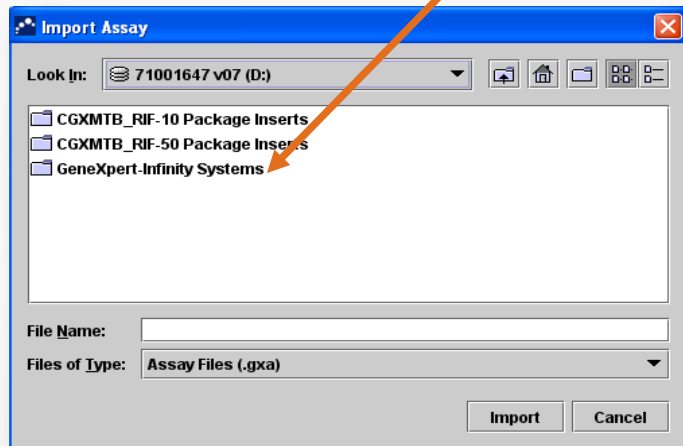 Import Assay
Look In: 71001647 v07 (D:)
CGXMTB_RIF-10 Package Inserts
CGXMTB_RIF-50 Package Inserts
GeneXpert-Infinity Systems
File Name:
Files of Type: Assay Files (.gxa)
Import Cancel